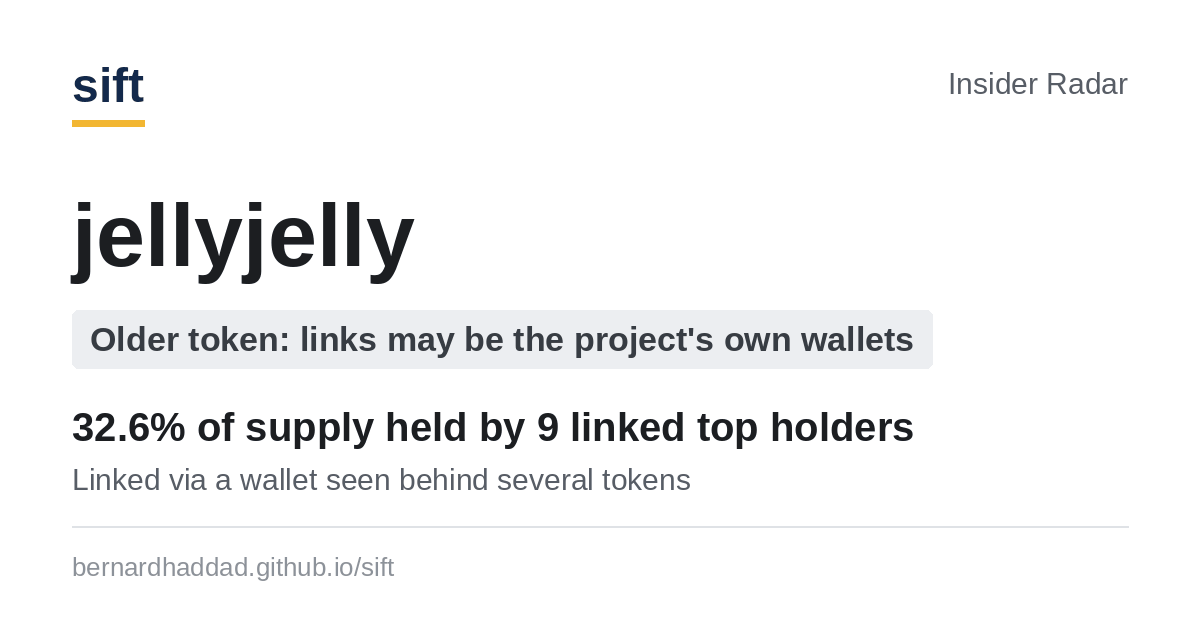 sift
Insider Radar
jellyjelly
Older token: links may be the project's own wallets
32.6% of supply held by 9 linked top holders
Linked via a wallet seen behind several tokens
bernardhaddad.github.io/sift